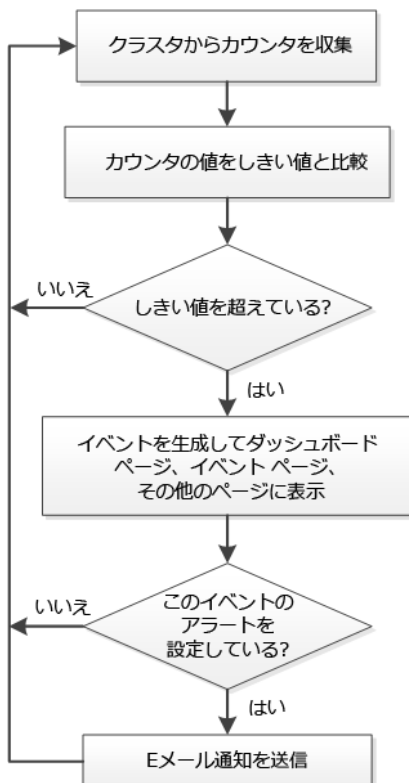 クラスタからカウンタを収集
カウンタの値をしきい値と比較
いいえ
しきい値を超えている?
はい
イベントを生成してダッシュボード
ページ、イベント ページ、
その他のページに表示
いいえ
このイベントの
アラートを
設定している?
はい
Eメール通知を送信